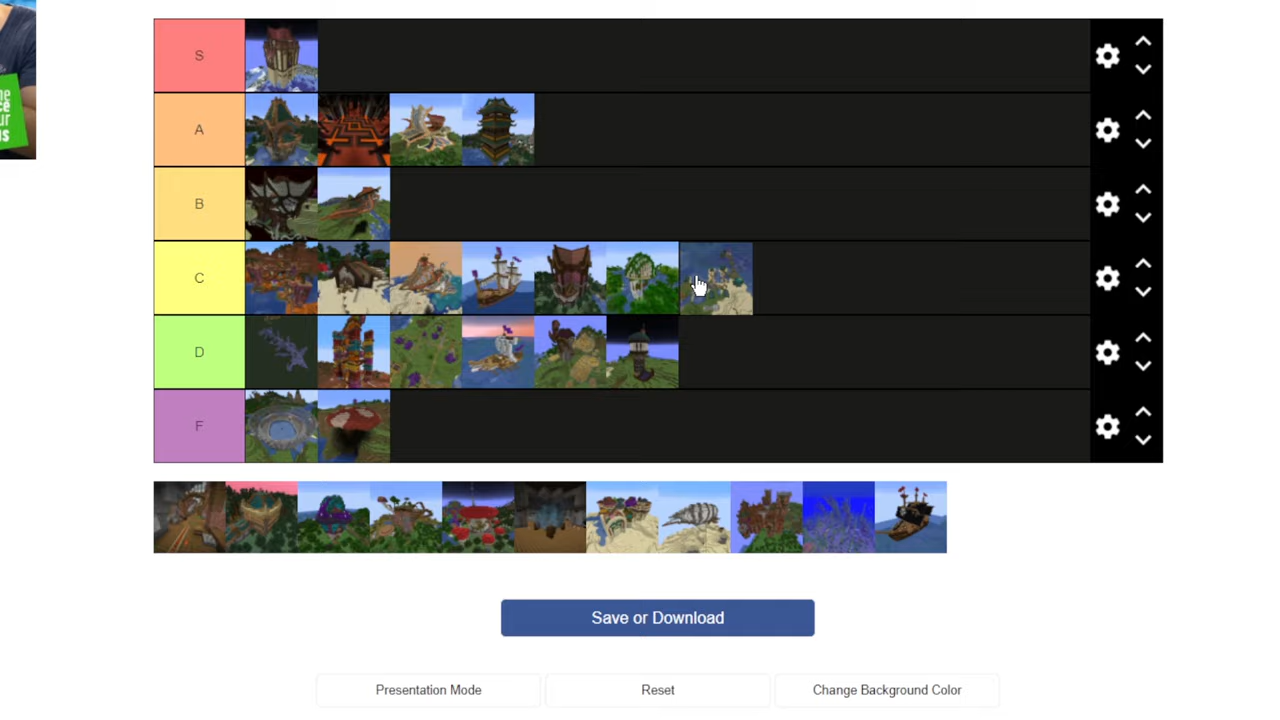 S
A
B
C
D
F
Save or Download
Presentation Mode
Reset
Change Background Color